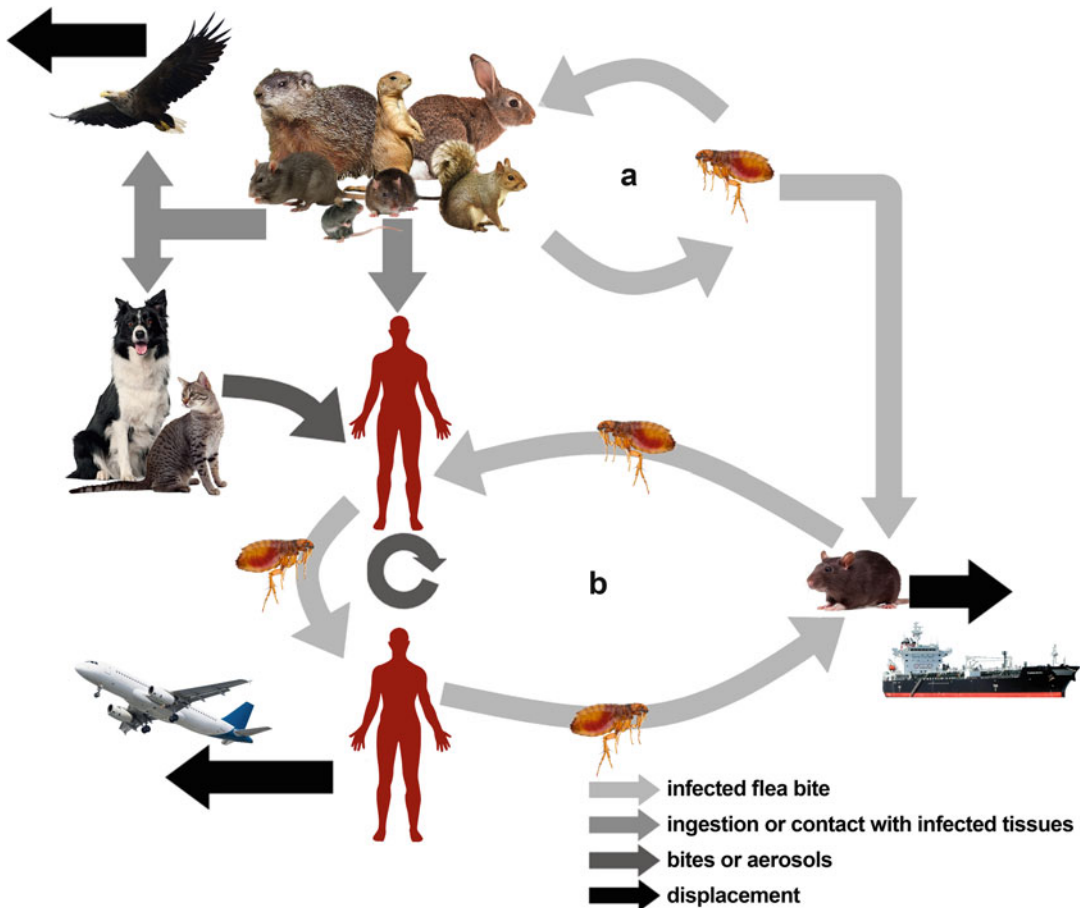 a
b
infected flea bite
ingestion or contact with infected tissues
bites or aerosols
displacement